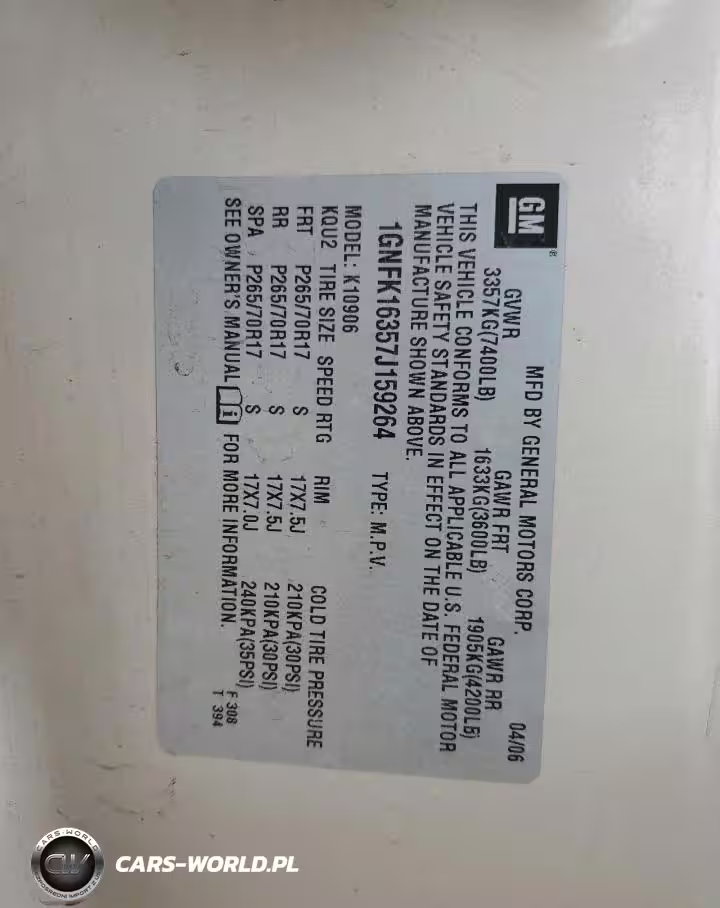 GM®
MFD BY GENERAL MOTORS CORP. 04/06
GVWR GAWR FRT GAWR RR
3357KG(7400LB) 1633KG(3600LB) 1905KG(4200LB)
THIS VEHICLE CONFORMS TO ALL APPLICABLE U.S. FEDERAL MOTOR
VEHICLE SAFETY STANDARDS IN EFFECT ON THE DATE OF
MANUFACTURE SHOWN ABOVE.
1GNFK16357J159264 TYPE: M.P.V.
MODEL: K10906
KQU2 TIRE SIZE SPEED RTG RIM COLD TIRE PRESSURE
FRT P265/70R17 S 17X7.5J 210KPA(30PSI)
RR P265/70R17 S 17X7.5J 210KPA(30PSI)
SPA P265/70R17 S 17X7.0J 240KPA(35PSI)
SEE OWNER'S MANUAL i FOR MORE INFORMATION. F 308
T 394
CARS-WORLD
CW
CARS-WORLD.PL